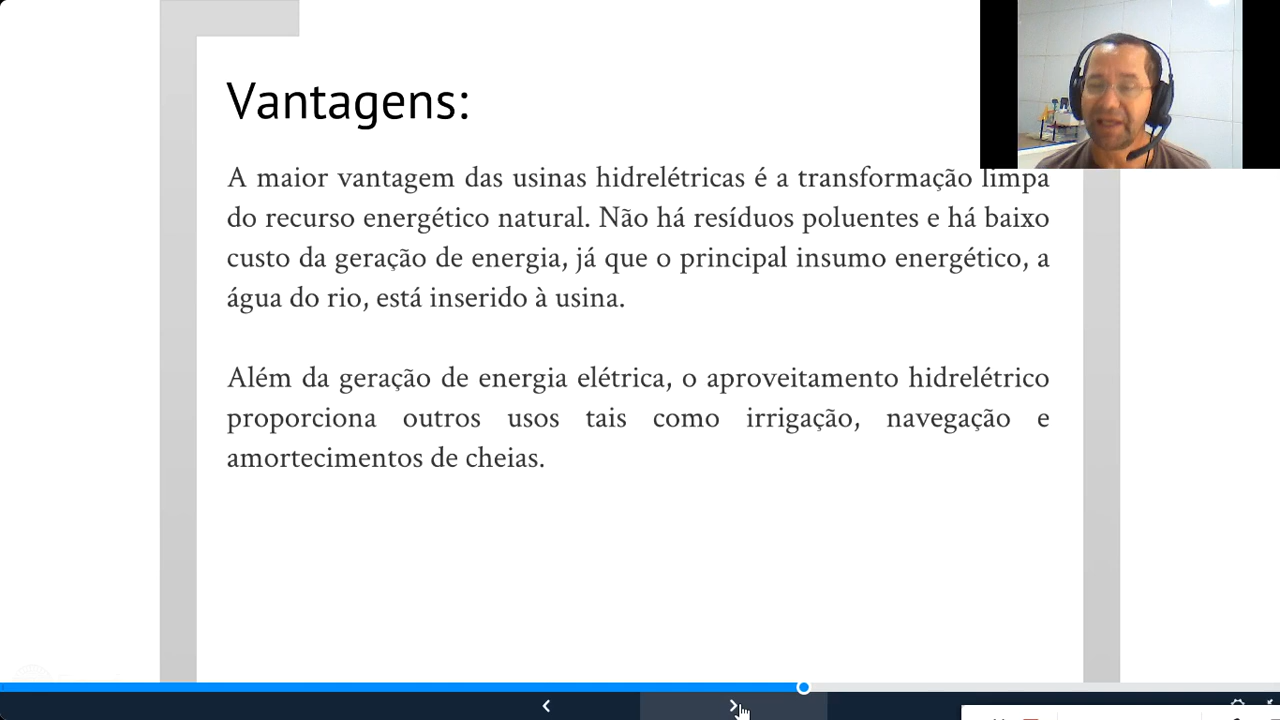 Vantagens:
A maior vantagem das usinas hidrelétricas é a transformação limpa
do recurso energético natural. Não há resíduos poluentes e há baixo
custo da geração de energia, já que o principal insumo energético, a
água do rio, está inserido à usina.
Além da geração de energia elétrica, o aproveitamento hidrelétrico
proporciona outros usos tais como irrigação, navegação e
amortecimentos de cheias.